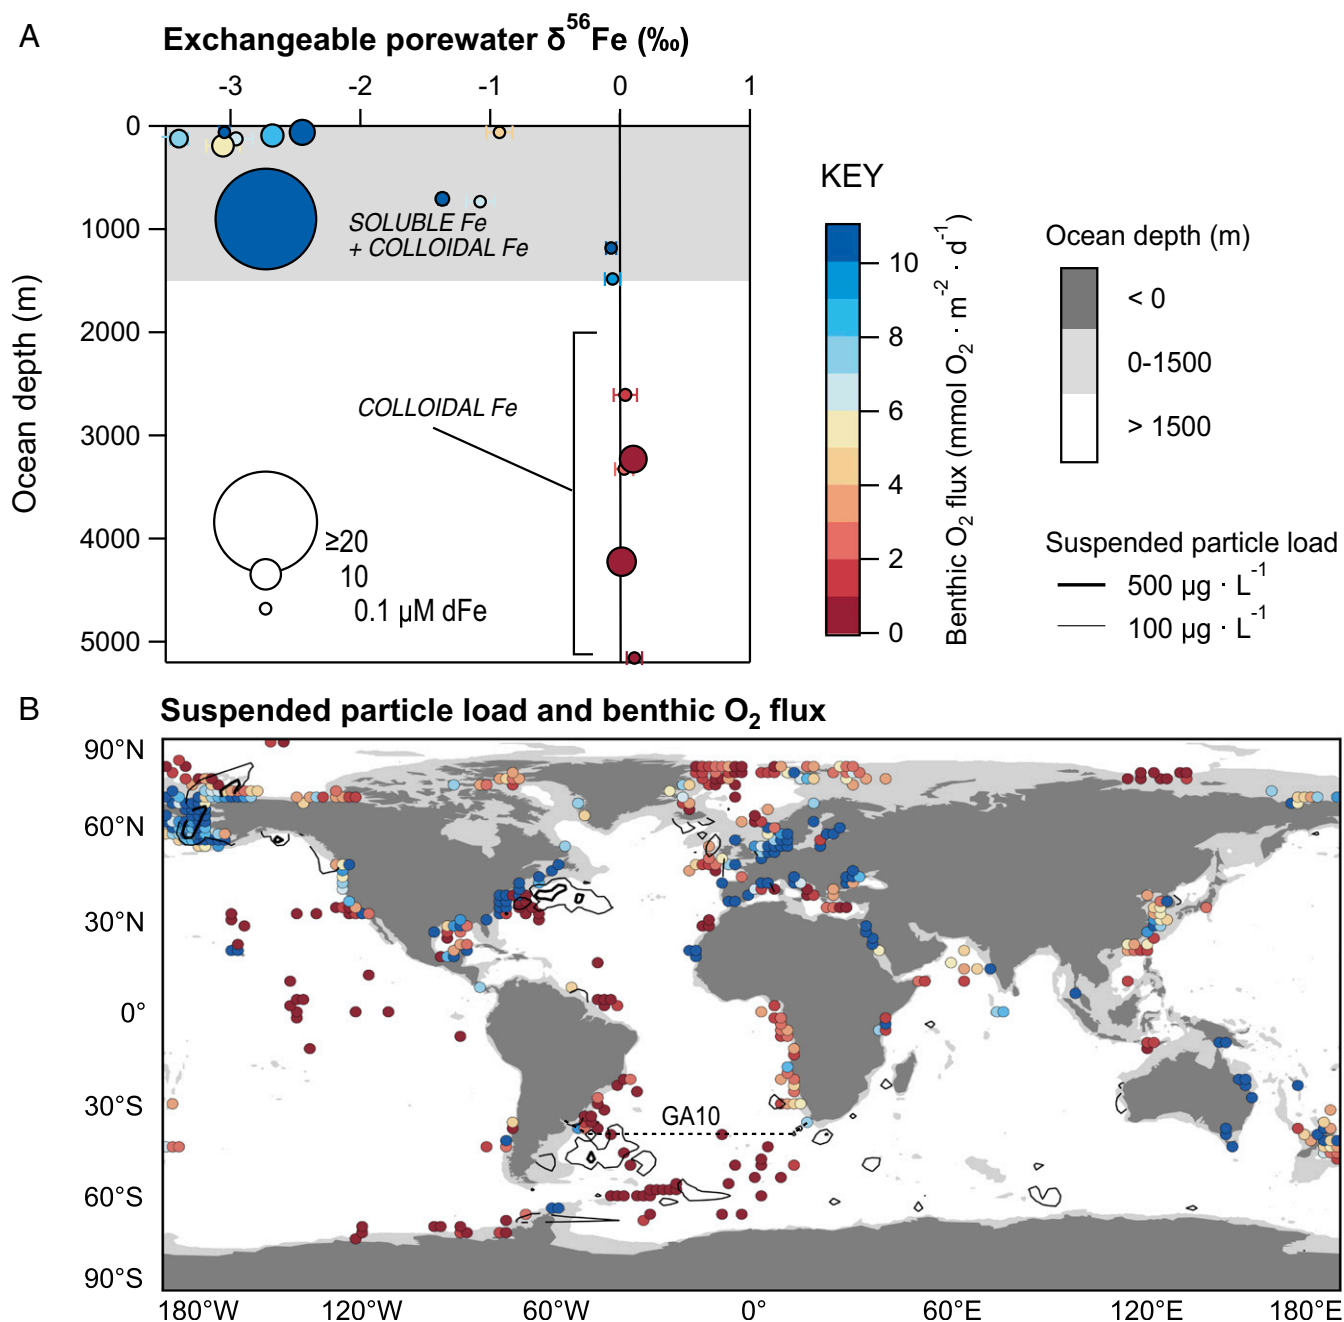 A
Exchangeable porewater δ⁵⁶Fe (‰)
-3 -2 -1 0 1
0
1000
2000
3000
4000
5000
Ocean depth (m)
SOLUBLE Fe
+ COLLOIDAL Fe
COLLOIDAL Fe
≥20
10
0.1 µM dFe
KEY
10
8
6
4
2
0
Benthic O₂ flux (mmol O₂ · m⁻² · d⁻¹)
Ocean depth (m)
< 0
0-1500
> 1500
Suspended particle load
500 µg · L⁻¹
100 µg · L⁻¹
B
Suspended particle load and benthic O₂ flux
90°N
60°N
30°N
0°
30°S
60°S
90°S
GA10
180°W 120°W 60°W 0° 60°E 120°E 180°E